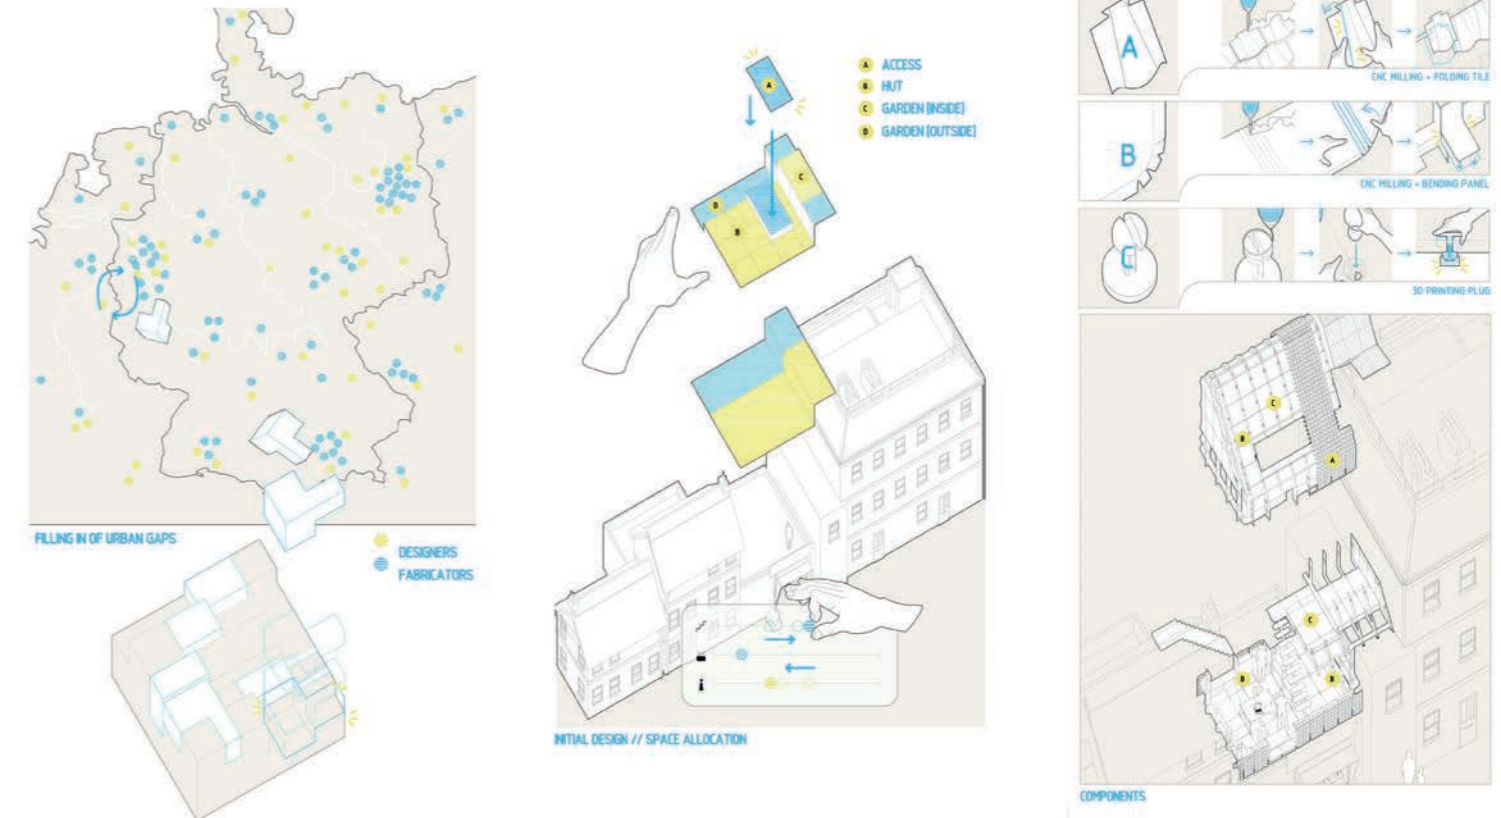 FILLING IN OF URBAN GAPS
DESIGNERS
FABRICATORS
A
A ACCESS
B HUT
C GARDEN [INSIDE]
D GARDEN [OUTSIDE]
C
D
B
INITIAL DESIGN // SPACE ALLOCATION
A
CNC MILLING + FOLDING TILE
B
CNC MILLING + BENDING PANEL
C
3D PRINTING PLUG
C
B
A
C
B
B
COMPONENTS